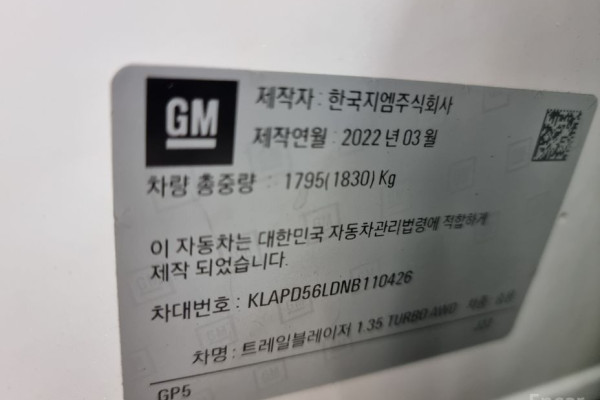 GM
제작자 : 한국지엠주식회사
제작연월 : 2022 년 03 월
차량 총중량 : 1795(1830) Kg
이 자동차는 대한민국 자동차관리법령에 적합하게
제작 되었습니다.
차대번호 : KLAPD56LDNB110426
차명 : 트레일블레이저 1.35 TURBO AWD
GP5